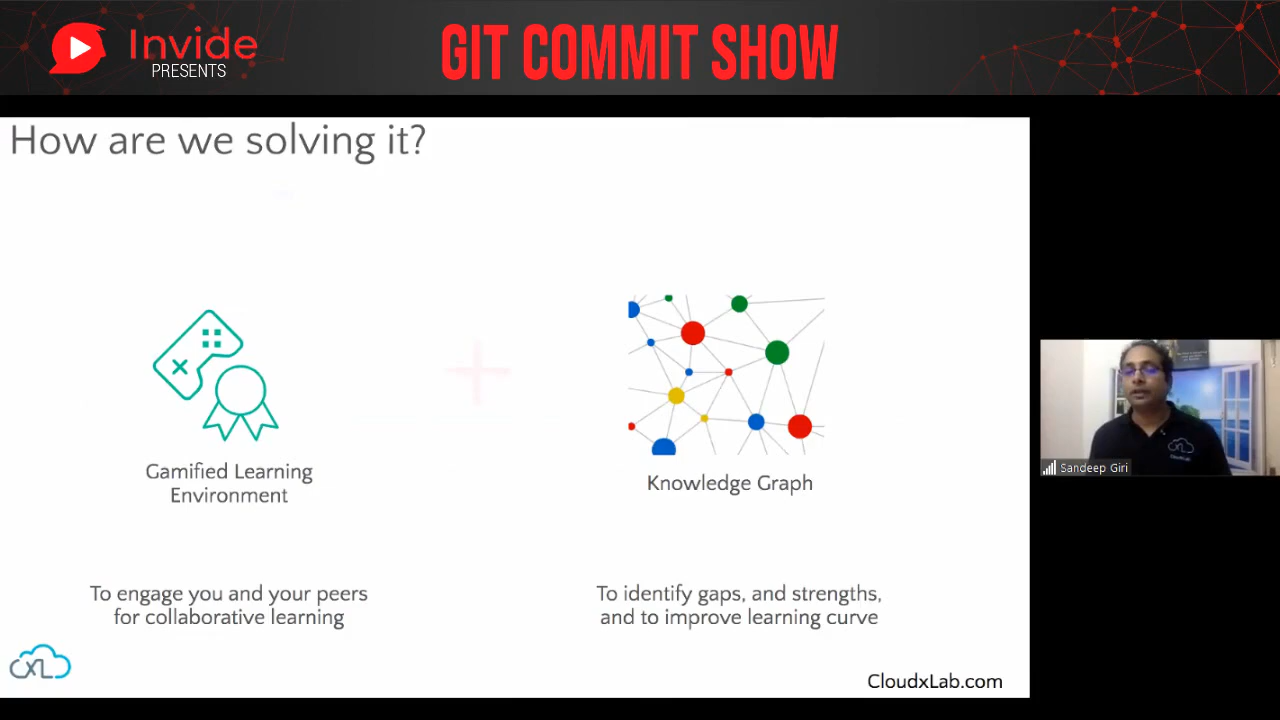 Invide
PRESENTS
GIT COMMIT SHOW
How are we solving it?
Gamified Learning
Environment
Knowledge Graph
To engage you and your peers
for collaborative learning
To identify gaps, and strengths,
and to improve learning curve
CXL
CloudxLab.com
Sandeep Giri